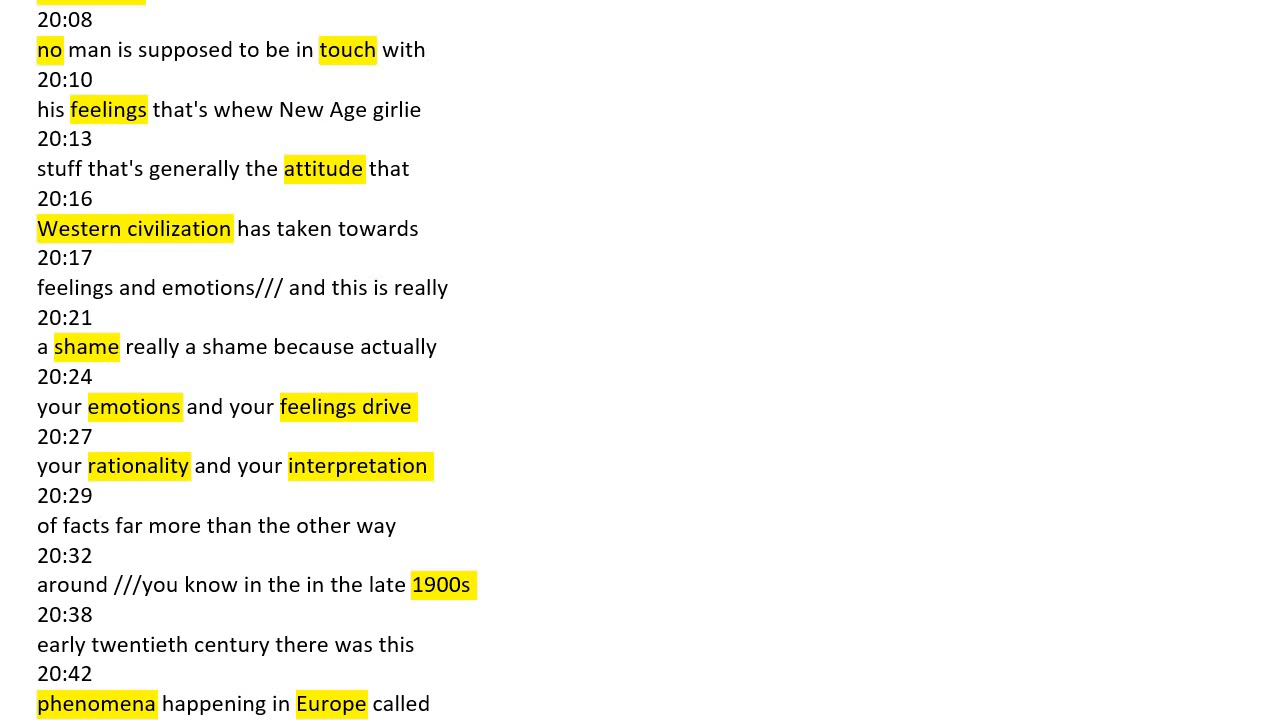 20:08
no man is supposed to be in touch with
20:10
his feelings that's whew New Age girlie
20:13
stuff that's generally the attitude that
20:16
Western civilization has taken towards
20:17
feelings and emotions/// and this is really
20:21
a shame really a shame because actually
20:24
your emotions and your feelings drive
20:27
your rationality and your interpretation
20:29
of facts far more than the other way
20:32
around ///you know in the in the late 1900s
20:38
early twentieth century there was this
20:42
phenomena happening in Europe called